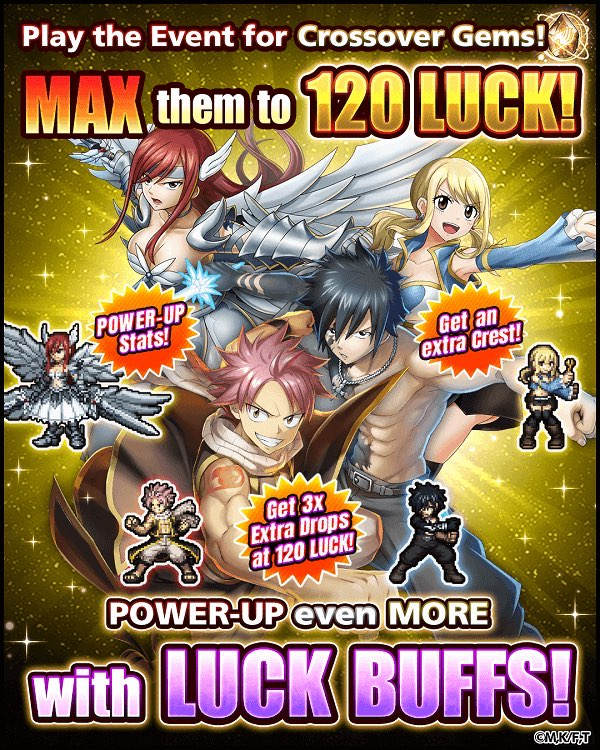 Play the Event for Crossover Gems!
MAX them to 120 LUCK!
POWER-UP
Stats!
Get an
extra Crest!
Get 3x
Extra Drops
at 120 LUCK!
POWER-UP even MORE
with LUCK BUFFS!
©M,K/F,T